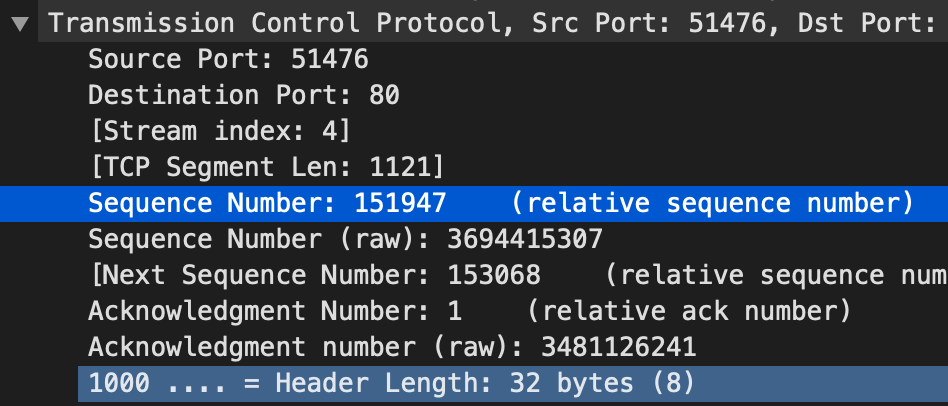 Transmission Control Protocol, Src Port: 51476, Dst Port:
Source Port: 51476
Destination Port: 80
[Stream index: 4]
[TCP Segment Len: 1121]
Sequence Number: 151947    (relative sequence number)
Sequence Number (raw): 3694415307
[Next Sequence Number: 153068    (relative sequence num
Acknowledgment Number: 1    (relative ack number)
Acknowledgment number (raw): 3481126241
1000 .... = Header Length: 32 bytes (8)